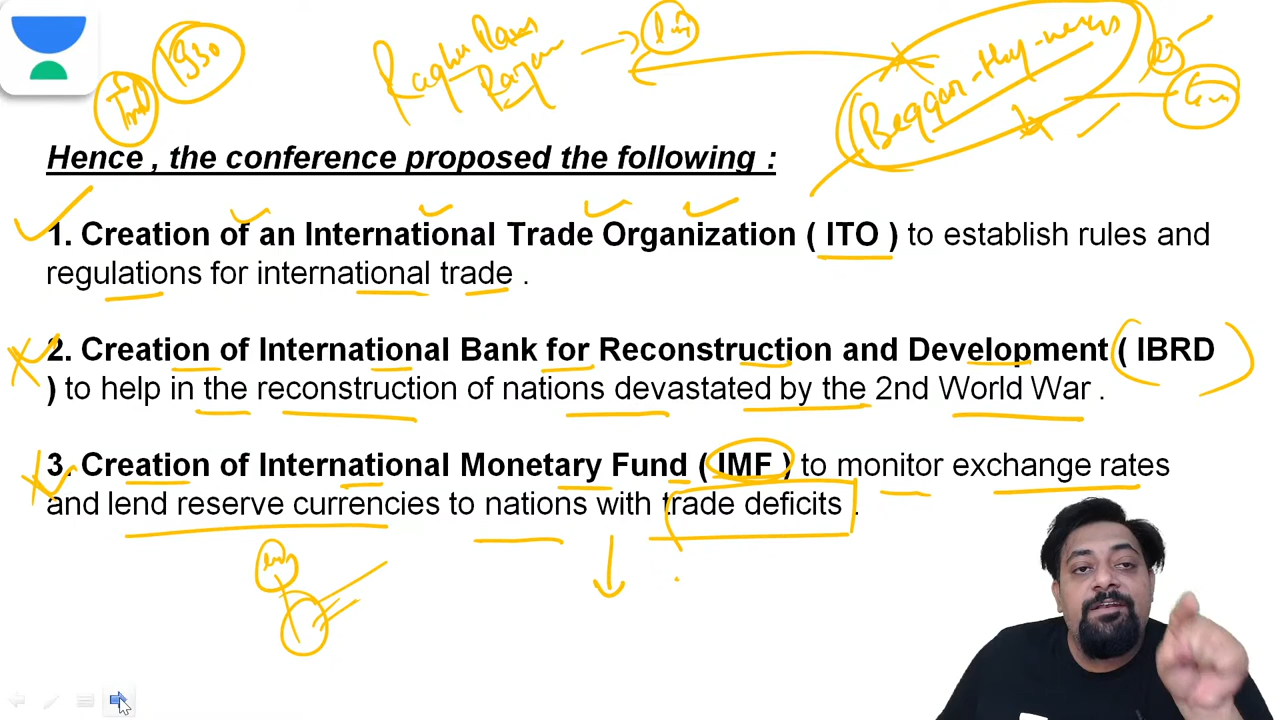 1930
Raghu Ram
Rajan
Beggar-thy-
Hence , the conference proposed the following :
1. Creation of an International Trade Organization ( ITO ) to establish rules and
regulations for international trade .
2. Creation of International Bank for Reconstruction and Development ( IBRD
) to help in the reconstruction of nations devastated by the 2nd World War .
3. Creation of International Monetary Fund ( IMF ) to monitor exchange rates
and lend reserve currencies to nations with trade deficits .